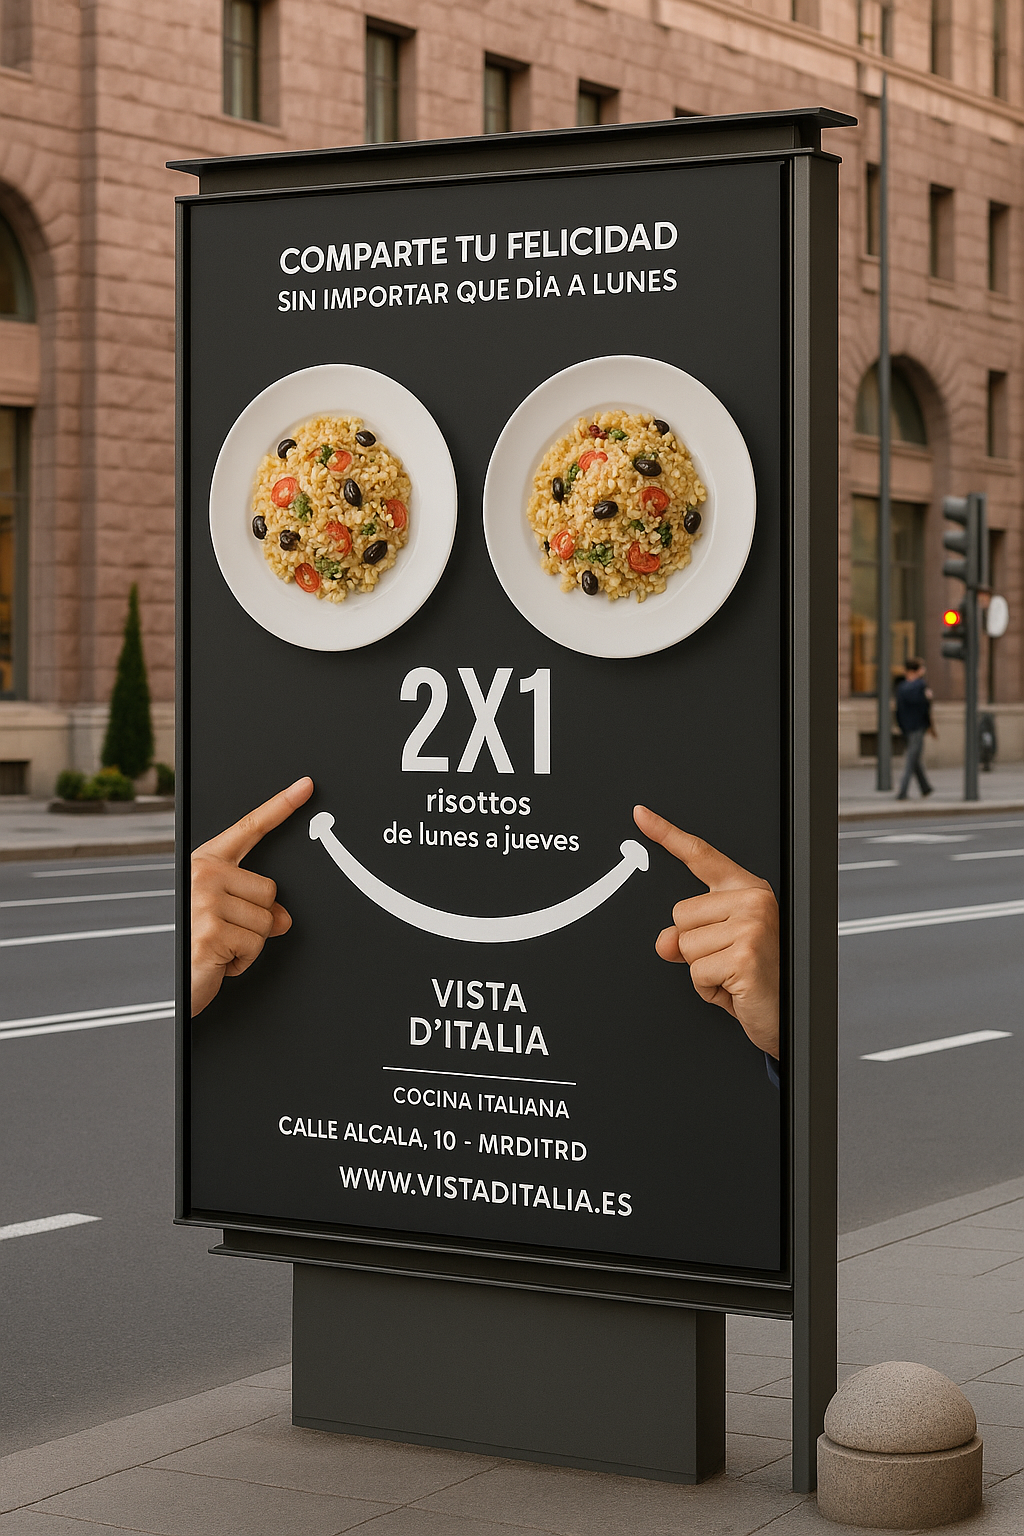 COMPARTE TU FELICIDAD
SIN IMPORTAR QUE DÍA A LUNES
2X1
risottos
de lunes a jueves
VISTA
D’ITALIA
COCINA ITALIANA
CALLE ALCALA, 10 - MRDITRD
WWW.VISTADITALIA.ES